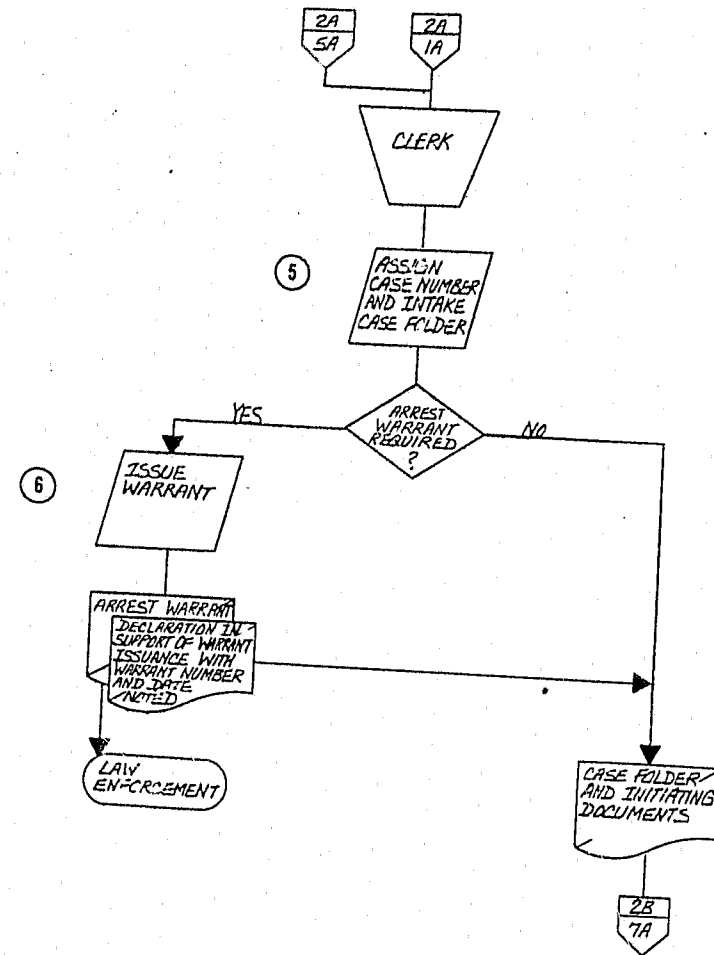 2A
5A
2A
1A
CLERK
5
ASSIGN
CASE NUMBER
AND INTAKE
CASE FOLDER
ARREST
WARRANT
REQUIRED
?
YES
NO
6
ISSUE
WARRANT
ARREST WARRANT
DECLARATION IN
SUPPORT OF WARRANT
ISSUANCE WITH
WARRANT NUMBER
AND DATE
NOTED
LAW
ENFORCEMENT
CASE FOLDER
AND INITIATING
DOCUMENTS
2B
7A